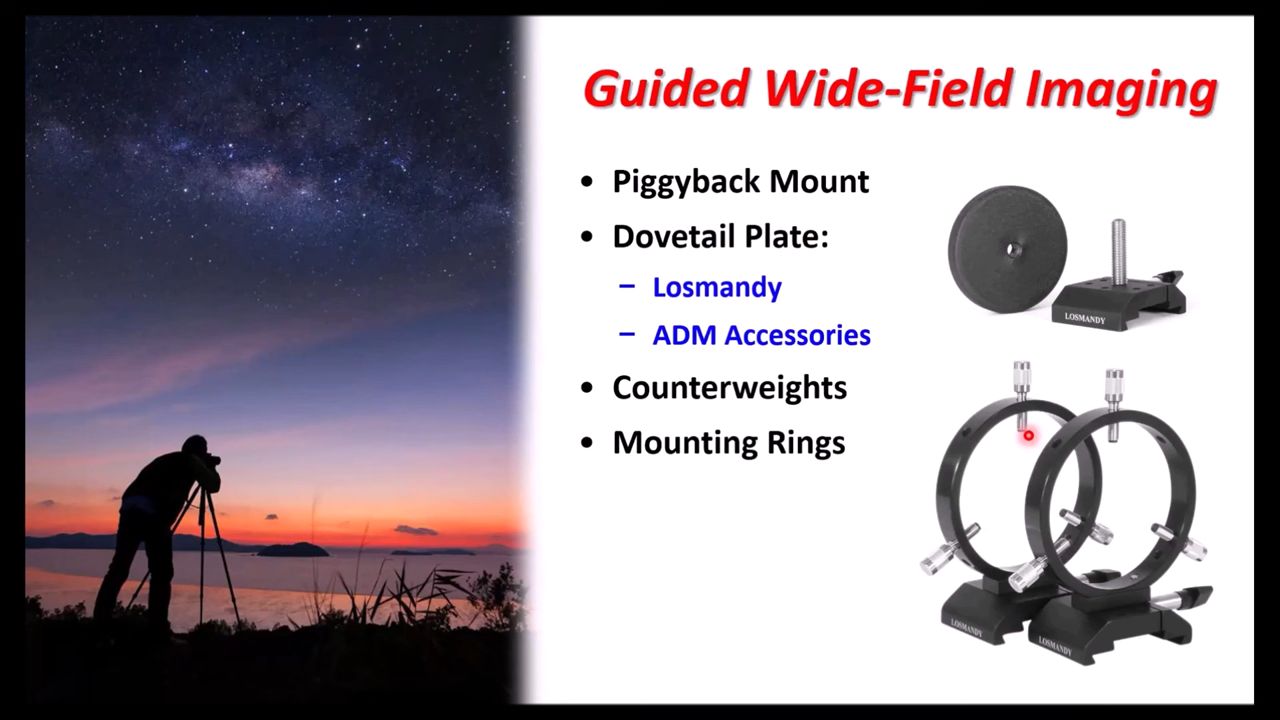 Guided Wide-Field Imaging
• Piggyback Mount
• Dovetail Plate:
– Losmandy
– ADM Accessories
• Counterweights
• Mounting Rings
LOSMANDY
LOSMANDY
LOSMANDY